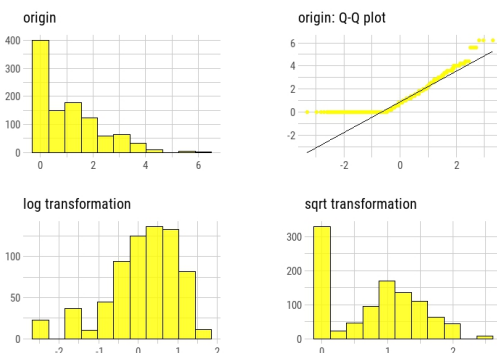 origin
origin: Q-Q plot
400
300
200
100
0
0 2 4 6
6
4
2
0
-2
-2 0 2
log transformation
sqrt transformation
100
50
0
-2 -1 0 1 2
300
200
100
0
0 1 2